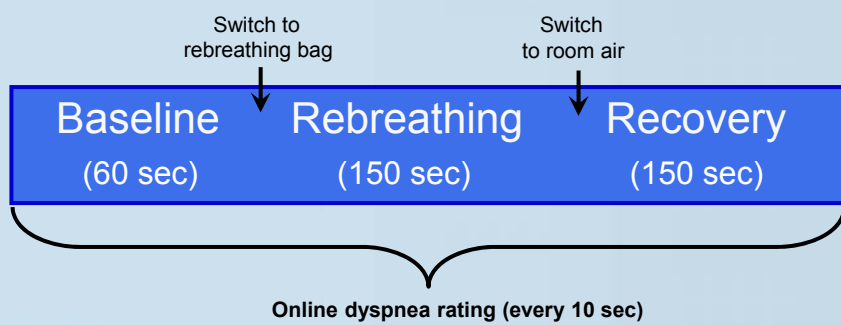 Switch to
rebreathing bag
Switch
to room air
Baseline
(60 sec)
Rebreathing
(150 sec)
Recovery
(150 sec)
Online dyspnea rating (every 10 sec)